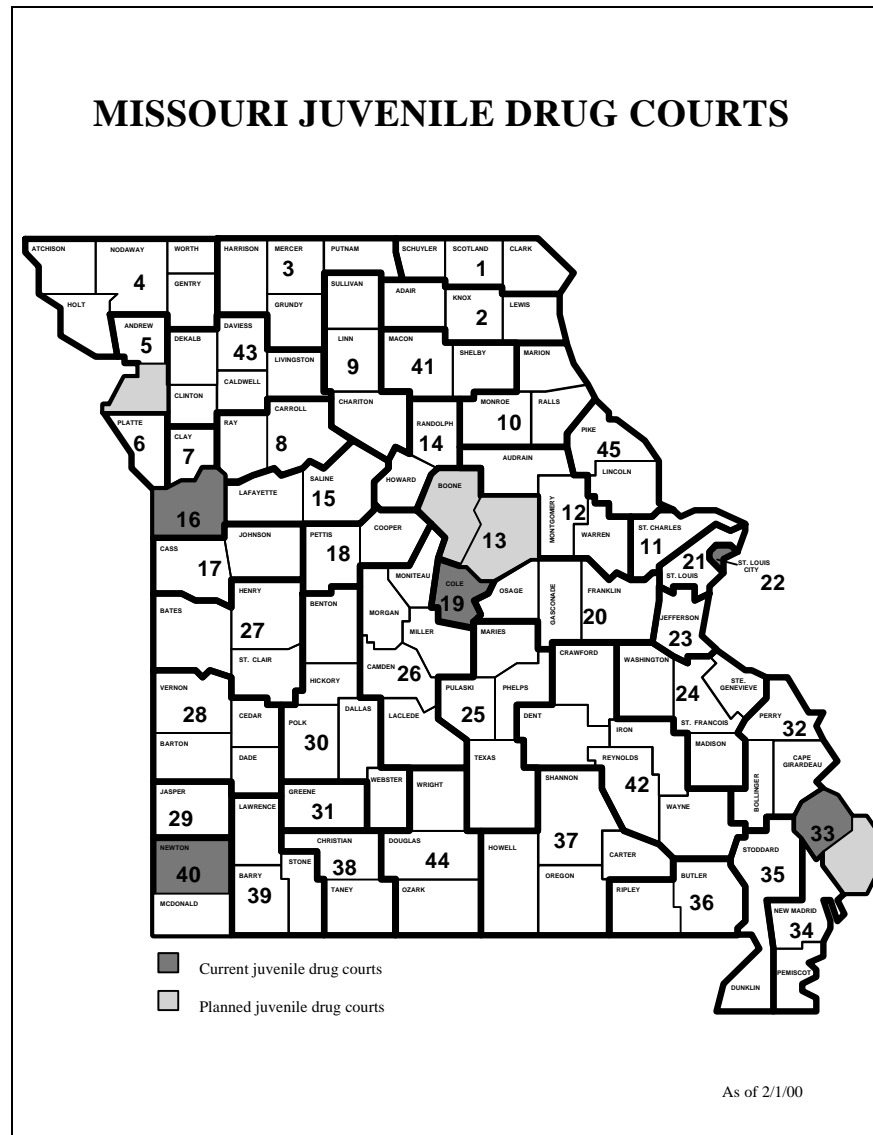 MISSOURI JUVENILE DRUG COURTS
ATCHISON
NODAWAY
WORTH
HARRISON
MERCER
PUTNAM
SCHUYLER
SCOTLAND
CLARK
4
3
1
GENTRY
SULLIVAN
ADAIR
KNOX
HOLT
GRUNDY
2
LEWIS
ANDREW
5
DEKALB
DAVIESS
43
LINN
9
MACON
41
SHELBY
MARION
LIVINGSTON
CALDWELL
CLINTON
CARROLL
CHARITON
MONROE
RALLS
10
PLATTE
6
CLAY
7
RAY
8
RANDOLPH
14
PIKE
45
AUDRAIN
LINCOLN
SALINE
15
LAFAYETTE
HOWARD
BOONE
MONTGOMERY
12
16
JOHNSON
PETTIS
18
COOPER
13
WARREN
ST. CHARLES
11
CASS
17
21
ST. LOUIS
ST. LOUIS
CITY
22
MONITEAU
COLE
19
OSAGE
GASCONADE
FRANKLIN
20
HENRY
27
BENTON
BATES
MORGAN
MILLER
MARIES
JEFFERSON
23
ST. CLAIR
CAMDEN
26
CRAWFORD
WASHINGTON
STE.
GENEVIEVE
VERNON
28
HICKORY
PULASKI
25
PHELPS
24
CEDAR
DALLAS
LACLEDE
DENT
ST. FRANCOIS
PERRY
32
POLK
30
IRON
BARTON
DADE
TEXAS
REYNOLDS
MADISON
CAPE
GIRARDEAU
42
BOLLINGER
JASPER
29
LAWRENCE
GREENE
31
WEBSTER
WRIGHT
SHANNON
WAYNE
33
NEWTON
40
CHRISTIAN
38
STONE
DOUGLAS
44
HOWELL
37
CARTER
STODDARD
35
BARRY
39
TANEY
OZARK
OREGON
RIPLEY
BUTLER
36
MCDONALD
NEW MADRID
34
DUNKLIN
PEMISCOT
Current juvenile drug courts
Planned juvenile drug courts
As of 2/1/00